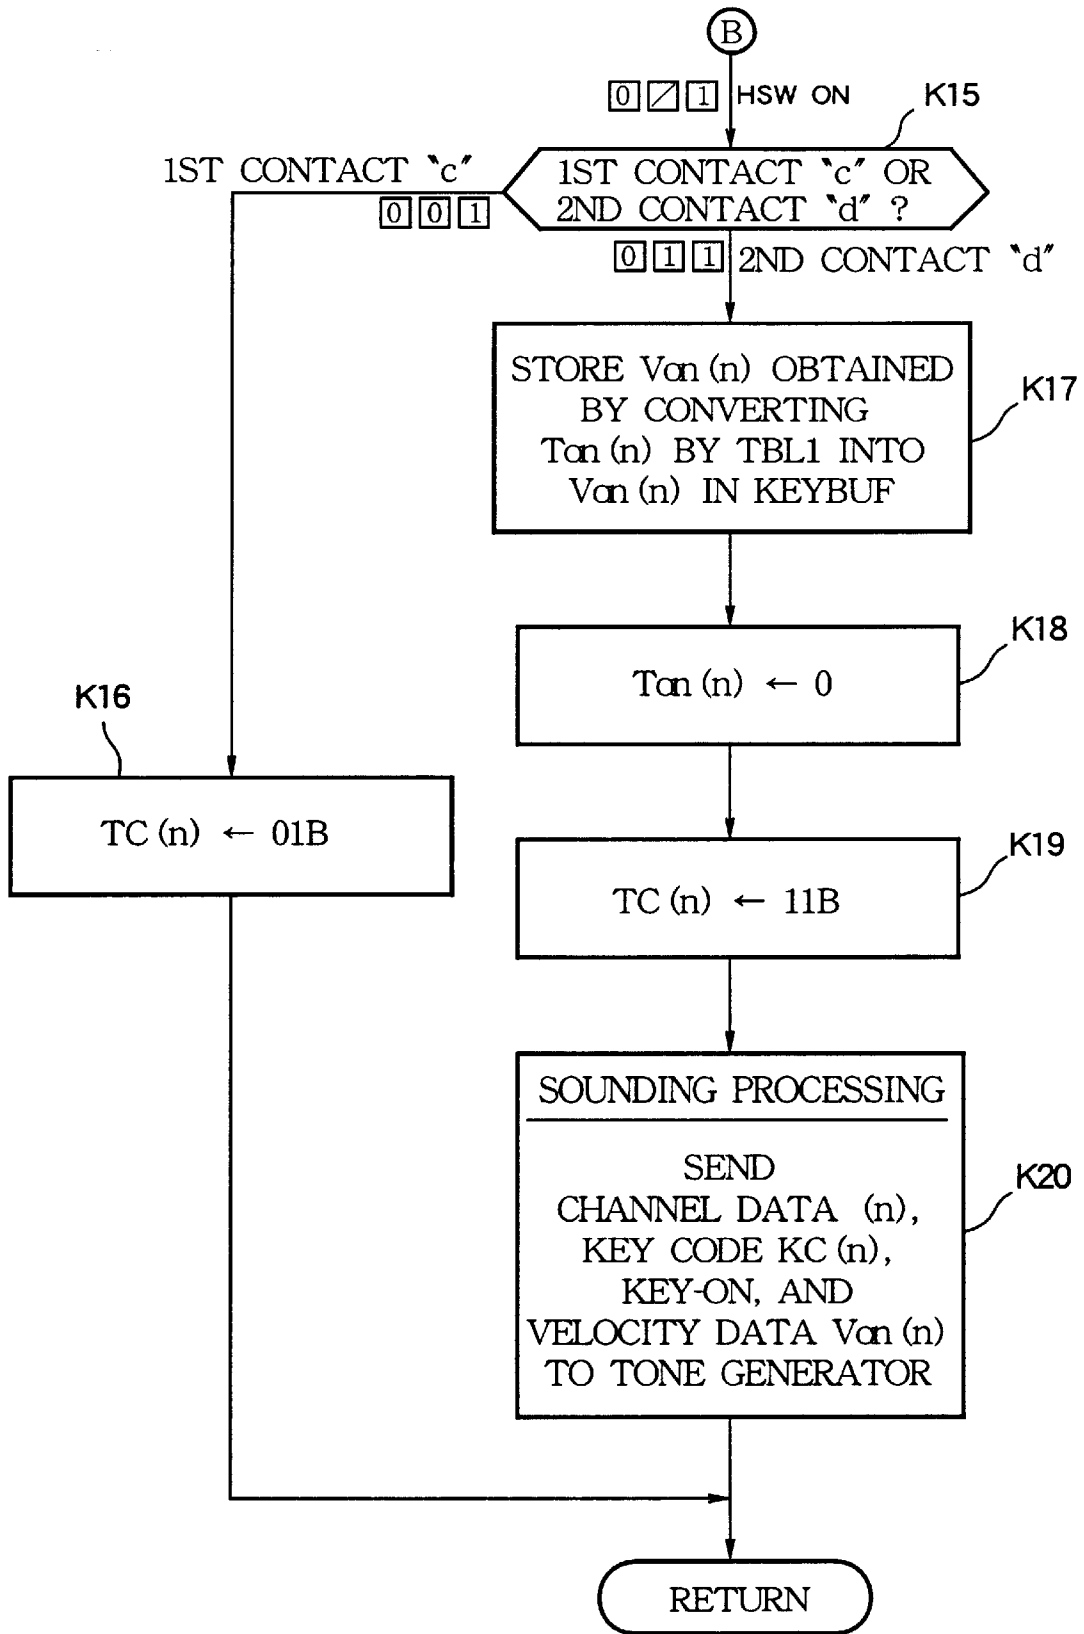 B
0 / 1 HSW ON
K15
1ST CONTACT "c"
0 0 1
1ST CONTACT "c" OR
2ND CONTACT "d" ?
0 1 1 2ND CONTACT "d"
STORE Von (n) OBTAINED
BY CONVERTING
Ton (n) BY TBL1 INTO
Von (n) IN KEYBUF
K17
Ton (n) ← 0
K18
K16
TC (n) ← 01B
TC (n) ← 11B
K19
SOUNDING PROCESSING
SEND
CHANNEL DATA (n),
KEY CODE KC (n),
KEY-ON, AND
VELOCITY DATA Von (n)
TO TONE GENERATOR
K20
RETURN